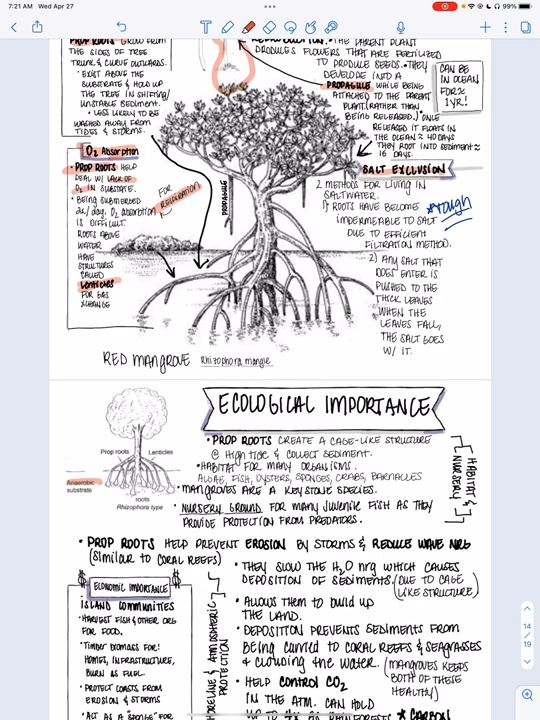 7:21 AM Wed Apr 27
99%
PROP ROOTS GROW FROM
THE SIDES OF TREE
TRUNK & CURVE OUTWARDS.
• EXIST ABOVE THE
SUBSTRATE & HOLD UP
THE TREE IN SHIFTING/
UNSTABLE SEDIMENT.
• LESS LIKELY TO BE
WASHED AWAY FROM
TIDES & STORMS.
• THE PARENT PLANT
PRODUCES FLOWERS THAT ARE FERTILIZED
TO PRODUCE SEEDS. • THEY
DEVELOPE INTO A
PROPAGULE WHILE BEING
ATTACHED TO THE PARENT
PLANT (RATHER THAN
BEING RELEASED.) • ONCE
RELEASED IT FLOATS IN
THE OCEAN ≈ 40 DAYS
THEY ROOT INTO SEDIMENT ≈
16 DAYS.
CAN BE
IN OCEAN
FOR ≈
1 YR!
O₂ Absorption
• PROP ROOTS HELP
DEAL W/ LACK OF
O₂ IN SUBSTATE.
• BEING SUBMERGED
2x/day, O₂ ABSORBTION
IS DIFFICULT.
ROOTS ABOVE
WATER
HAVE
STRUCTURES
CALLED
Lenticles
FOR GAS
XCHANGE
FOR
RESPIRATION
PROPAGULE
SALT EXCLUSION
2 METHODS FOR LIVING IN
SALTWATER
1) ROOTS HAVE BECOME
IMPERMEABLE TO SALT
DUE TO EFFICIENT
FILTRATION METHOD.
2) ANY SALT THAT
DOES ENTER IS
PUSHED TO THE
THICK LEAVES
WHEN THE
LEAVES FALL,
THE SALT GOES
W/ IT.
RED MANGROVE Rhizophora mangle
ECOLOGICAL IMPORTANCE
Prop roots
Lenticles
Anaerobic
substrate
roots
Rhizophora type
• PROP ROOTS CREATE A CAGE-LIKE STRUCTURE
@ HIGH TIDE & COLLECT SEDIMENT.
• HABITAT FOR MANY ORGANISMS.
ALGAE, FISH, OYSTERS, SPONGES, CRABS, BARNACLES
• MANGROVES ARE A KEYSTONE SPECIES.
• NURSERY GROUND FOR MANY JUVENILE FISH AS THEY
PROVIDE PROTECTION FROM PREDATORS.
HABITAT &
NURSERY
• PROP ROOTS HELP PREVENT EROSION BY STORMS & REDUCE WAVE NRG
(SIMILAR TO CORAL REEFS)
$ ECONOMIC IMPORTANCE $
ISLAND COMMUNITIES
• HARVEST FISH & OTHER ORG
FOR FOOD.
• Timber biomass for:
HOMES, INFRASTRUCTURE,
BURN AS FUEL.
• PROTECT COASTS FROM
EROSION & STORMS
• ACT AS A "SPONGE" FOR
& ATMOSPHERIC
PROTECTION
• THEY SLOW THE H₂O nrg WHICH CAUSES
DEPOSITION OF SEDIMENTS. (DUE TO CAGE
LIKE STRUCTURE)
• ALLOWS THEM TO BUILD UP
THE LAND.
• DEPOSITION PREVENTS SEDIMENTS FROM
Being carried to CORAL REEFS & SEAGRASSES
& CLOUDING THE WATER. (MANGROVES KEEPS
BOTH OF THESE
HEALTHY)
• HELP CONTROL CO₂
IN THE ATM. CAN HOLD
14
19